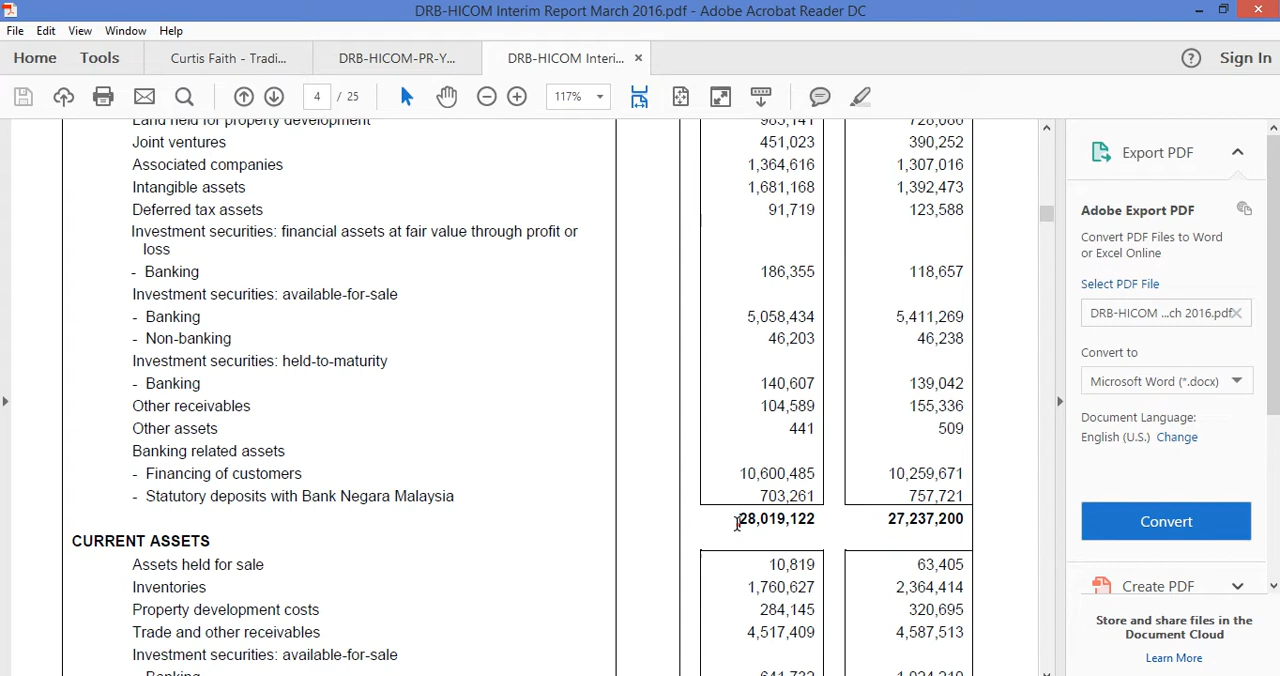 DRB-HICOM Interim Report March 2016.pdf - Adobe Acrobat Reader DC
File Edit View Window Help
Home Tools Curtis Faith - Tradi... DRB-HICOM-PR-Y... DRB-HICOM Interi... × ? Sign In
4 / 25 117%
Land held for property development 985,141 728,086
Joint ventures 451,023 390,252
Associated companies 1,364,616 1,307,016
Intangible assets 1,681,168 1,392,473
Deferred tax assets 91,719 123,588
Investment securities: financial assets at fair value through profit or
loss
- Banking 186,355 118,657
Investment securities: available-for-sale
- Banking 5,058,434 5,411,269
- Non-banking 46,203 46,238
Investment securities: held-to-maturity
- Banking 140,607 139,042
Other receivables 104,589 155,336
Other assets 441 509
Banking related assets
- Financing of customers 10,600,485 10,259,671
- Statutory deposits with Bank Negara Malaysia 703,261 757,721
28,019,122 27,237,200
CURRENT ASSETS
Assets held for sale 10,819 63,405
Inventories 1,760,627 2,364,414
Property development costs 284,145 320,695
Trade and other receivables 4,517,409 4,587,513
Investment securities: available-for-sale
Banking
Export PDF
Adobe Export PDF
Convert PDF Files to Word
or Excel Online
Select PDF File
DRB-HICOM ...ch 2016.pdf
Convert to
Microsoft Word (*.docx)
Document Language:
English (U.S.) Change
Convert
Create PDF
Store and share files in the
Document Cloud
Learn More